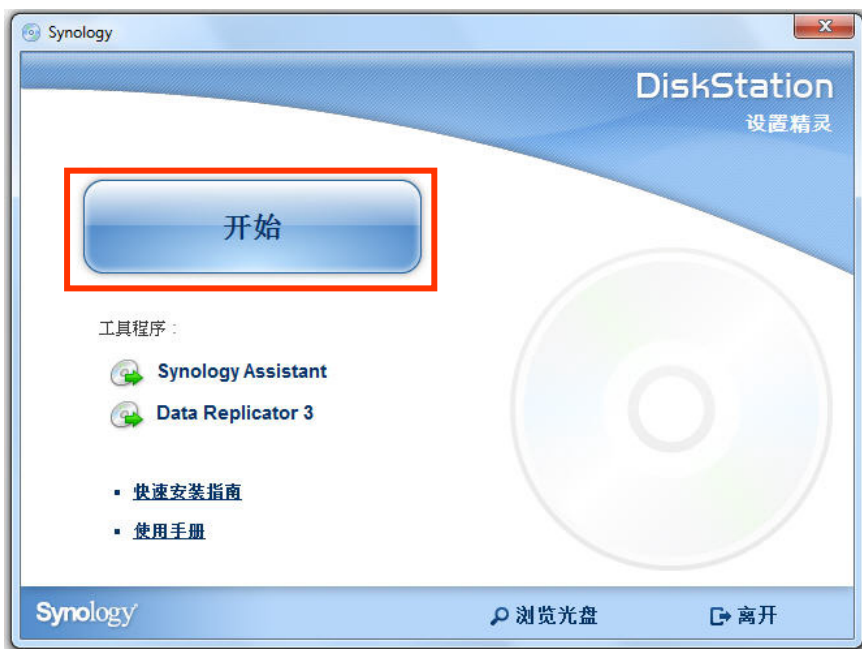 Synology
DiskStation
设置精灵
开始
工具程序：
Synology Assistant
Data Replicator 3
快速安装指南
使用手册
Synology
浏览光盘
离开